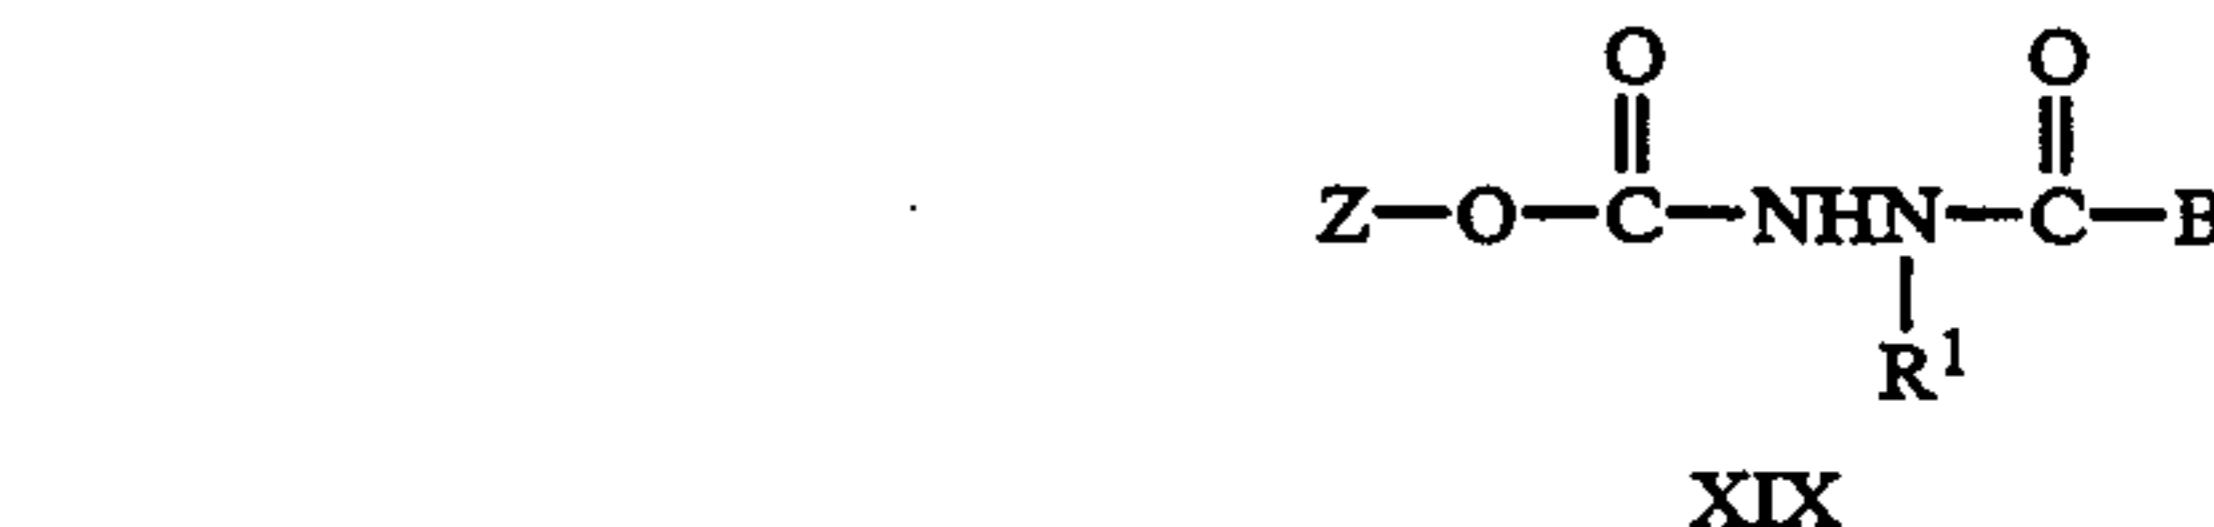 O O
Z—O—C—NHN—C—B
R¹
XIX